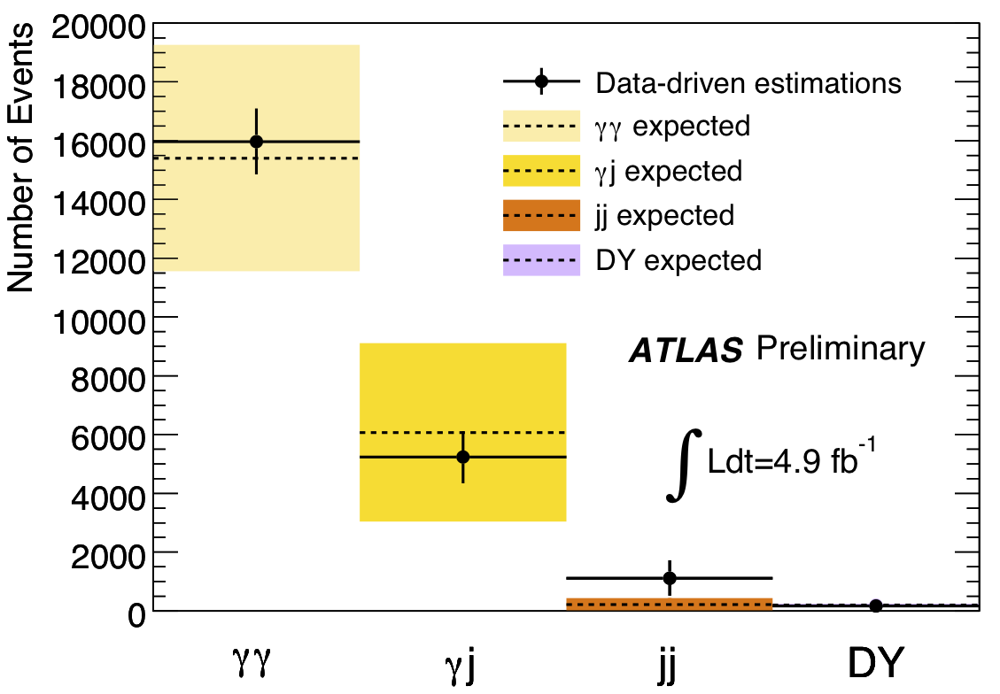 Number of Events
20000
18000
16000
14000
12000
10000
8000
6000
4000
2000
0
Data-driven estimations
γγ expected
γj expected
jj expected
DY expected
ATLAS Preliminary
∫ Ldt=4.9 fb⁻¹
γγ γj jj DY